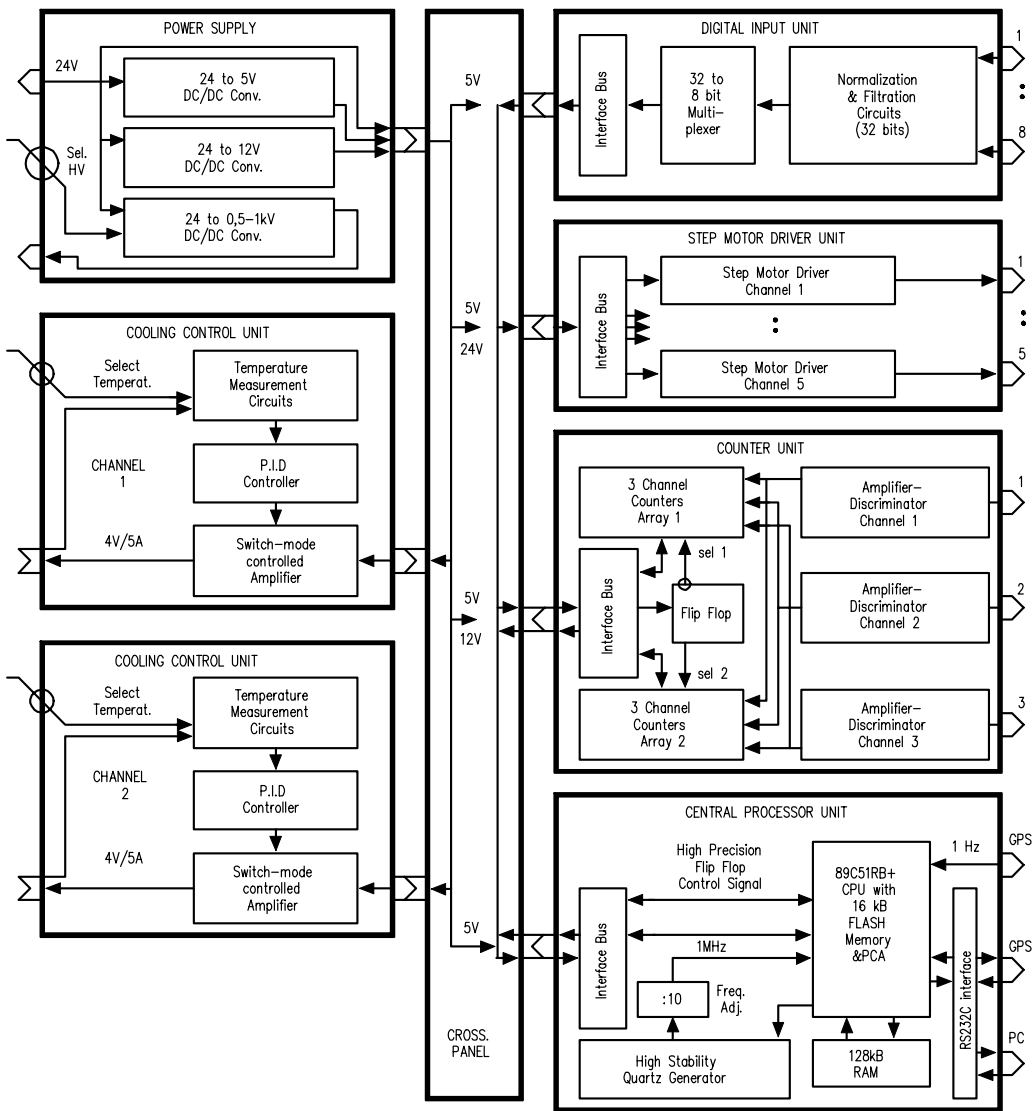 POWER SUPPLY
24V
24 to 5V
DC/DC Conv.
Sel.
HV
24 to 12V
DC/DC Conv.
24 to 0,5–1kV
DC/DC Conv.
COOLING CONTROL UNIT
Select
Temperat.
Temperature
Measurement
Circuits
CHANNEL
1
P.I.D
Controller
4V/5A
Switch–mode
controlled
Amplifier
COOLING CONTROL UNIT
Select
Temperat.
Temperature
Measurement
Circuits
CHANNEL
2
P.I.D
Controller
4V/5A
Switch–mode
controlled
Amplifier
5V
5V
24V
5V
12V
5V
CROSS.
PANEL
DIGITAL INPUT UNIT
Interface Bus
32 to
8 bit
Multi–
plexer
Normalization
& Filtration
Circuits
(32 bits)
1
8
STEP MOTOR DRIVER UNIT
Interface Bus
Step Motor Driver
Channel 1
Step Motor Driver
Channel 5
1
5
COUNTER UNIT
3 Channel
Counters
Array 1
sel 1
Interface Bus
Flip Flop
sel 2
3 Channel
Counters
Array 2
Amplifier–
Discriminator
Channel 1
1
Amplifier–
Discriminator
Channel 2
2
Amplifier–
Discriminator
Channel 3
3
CENTRAL PROCESSOR UNIT
High Precision
Flip Flop
Control Signal
Interface Bus
1MHz
:10
Freq.
Adj.
High Stability
Quartz Generator
89C51RB+
CPU with
16 kB
FLASH
Memory
&PCA
128kB
RAM
1 Hz
RS232C interface
GPS
GPS
PC